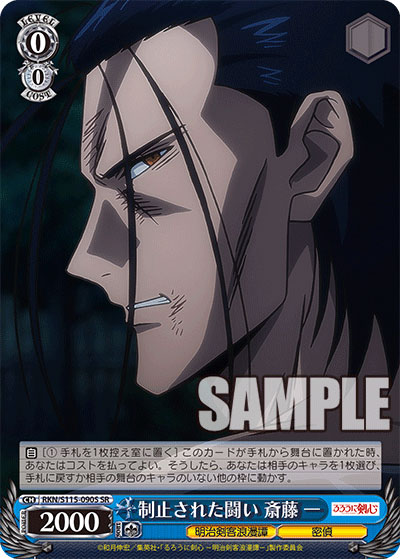 LEVEL
0
0
COST
SAMPLE
[① 手札を1枚控え室に置く] このカードが手札から舞台に置かれた時、
あなたはコストを払ってよい。そうしたら、あなたは相手のキャラを1枚選び、
手札に戻すか相手のキャラのいない他の枠に動かす。
CH RKN/S115-090S SR
制止された闘い 斎藤 一
るろうに剣心
2000
明治剣客浪漫譚
密偵
©和月伸宏/集英社・「るろうに剣心 -明治剣客浪漫譚-」製作委員会